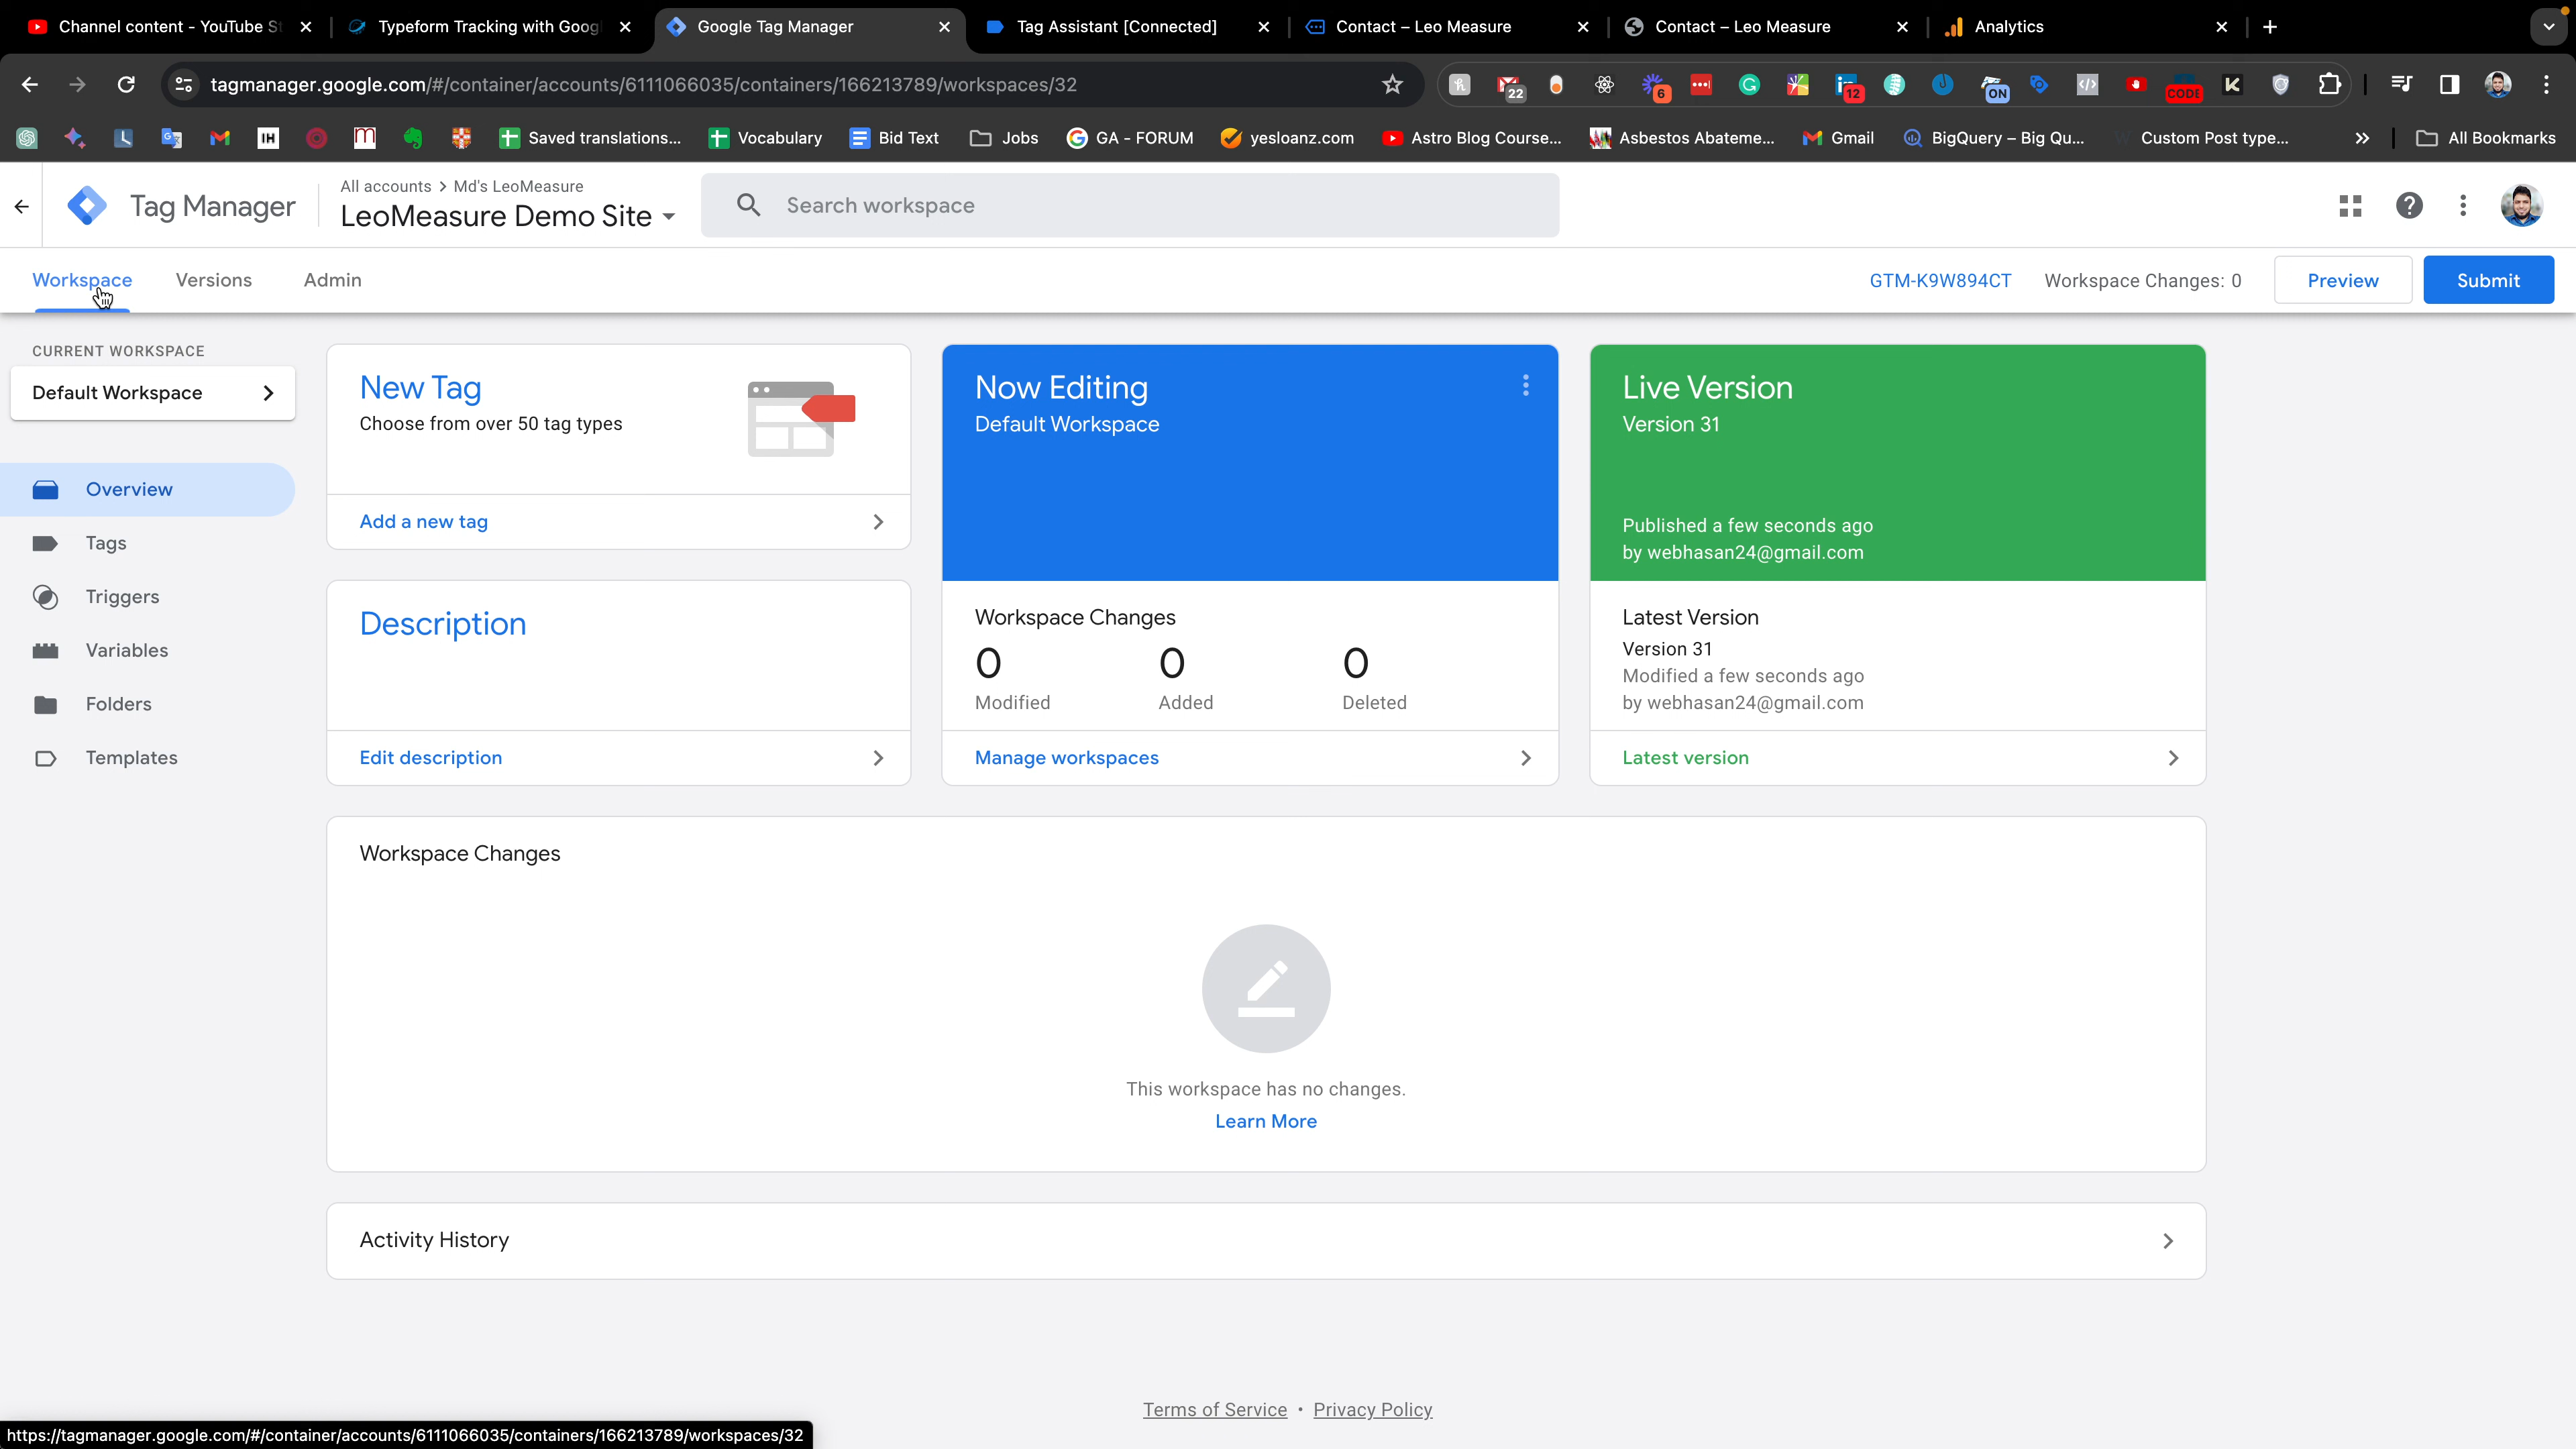 Channel content - YouTube St
Typeform Tracking with Googl
Google Tag Manager
Tag Assistant [Connected]
Contact – Leo Measure
Contact – Leo Measure
Analytics
tagmanager.google.com/#/container/accounts/6111066035/containers/166213789/workspaces/32
22
6
12
ON
CODE
IH
Saved translations...
Vocabulary
Bid Text
Jobs
GA - FORUM
yesloanz.com
Astro Blog Course...
Asbestos Abateme...
Gmail
BigQuery – Big Qu...
Custom Post type...
All Bookmarks
Tag Manager
All accounts > Md's LeoMeasure
LeoMeasure Demo Site
Search workspace
Workspace
Versions
Admin
GTM-K9W894CT
Workspace Changes: 0
Preview
Submit
CURRENT WORKSPACE
Default Workspace
Overview
Tags
Triggers
Variables
Folders
Templates
New Tag
Choose from over 50 tag types
Add a new tag
Description
Edit description
Now Editing
Default Workspace
Workspace Changes
0 0 0
Modified Added Deleted
Manage workspaces
Live Version
Version 31
Published a few seconds ago
by webhasan24@gmail.com
Latest Version
Version 31
Modified a few seconds ago
by webhasan24@gmail.com
Latest version
Workspace Changes
This workspace has no changes.
Learn More
Activity History
Terms of Service • Privacy Policy
https://tagmanager.google.com/#/container/accounts/6111066035/containers/166213789/workspaces/32